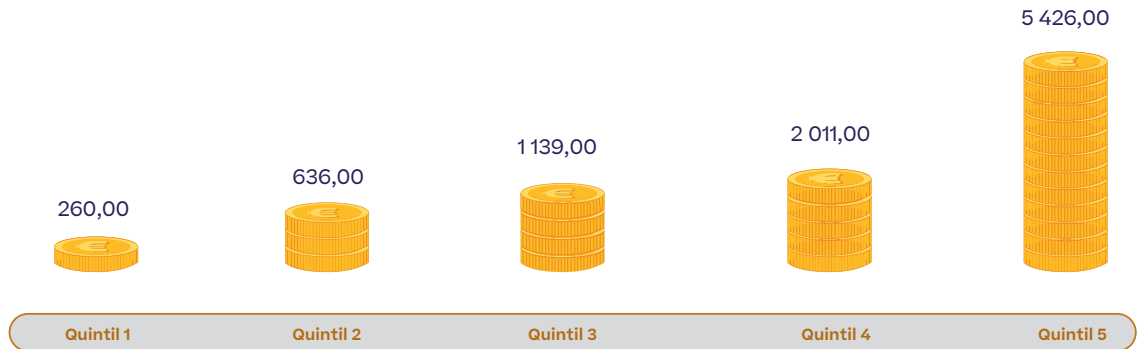 5 426,00
2 011,00
1 139,00
636,00
260,00
Quintil 1
Quintil 2
Quintil 3
Quintil 4
Quintil 5